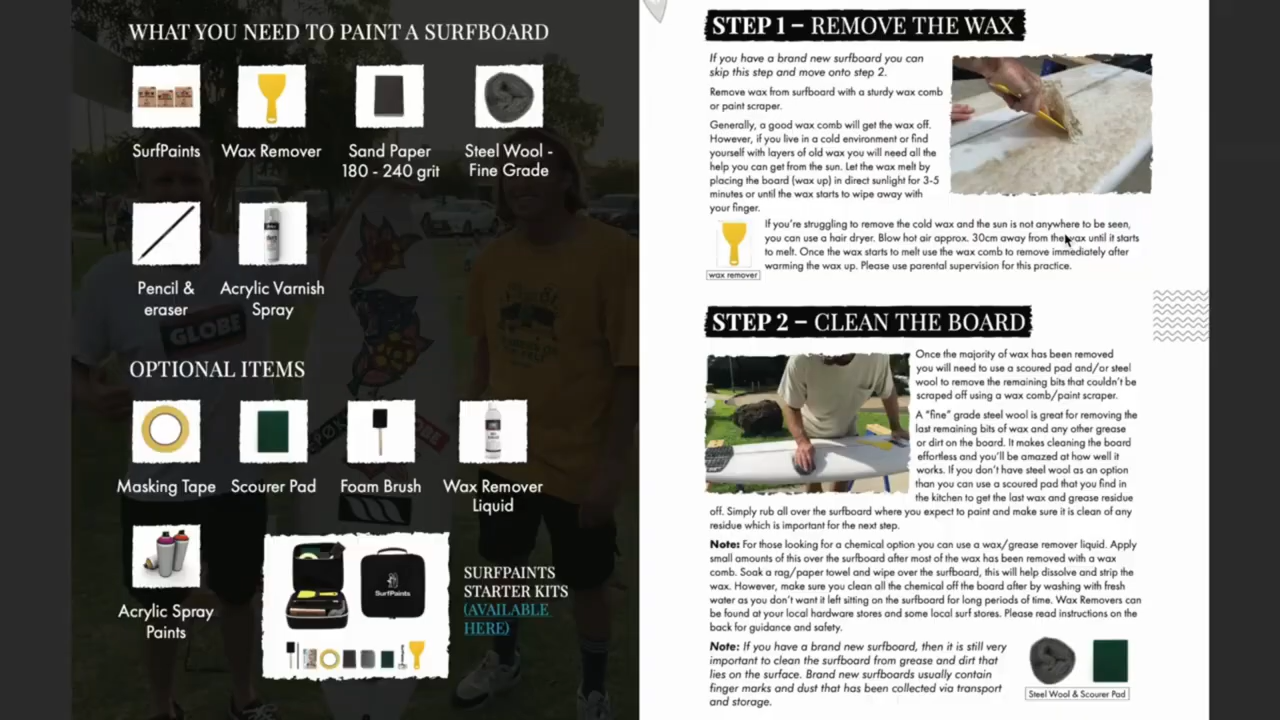 WHAT YOU NEED TO PAINT A SURFBOARD
SurfPaints
Wax Remover
Sand Paper
180 - 240 grit
Steel Wool -
Fine Grade
Pencil &
eraser
Acrylic Varnish
Spray
GLOBE
OPTIONAL ITEMS
GLOBE
Masking Tape
Scourer Pad
Foam Brush
Wax Remover
Liquid
Acrylic Spray
Paints
SurfPaints
SURFPAINTS
STARTER KITS
(AVAILABLE
HERE)
STEP 1 – REMOVE THE WAX
If you have a brand new surfboard you can
skip this step and move onto step 2.
Remove wax from surfboard with a sturdy wax comb
or paint scraper.
Generally, a good wax comb will get the wax off.
However, if you live in a cold environment or find
yourself with layers of old wax you will need all the
help you can get from the sun. Let the wax melt by
placing the board (wax up) in direct sunlight for 3-5
minutes or until the wax starts to wipe away with
your finger.
If you're struggling to remove the cold wax and the sun is not anywhere to be seen,
you can use a hair dryer. Blow hot air approx. 30cm away from the wax until it starts
to melt. Once the wax starts to melt use the wax comb to remove immediately after
warming the wax up. Please use parental supervision for this practice.
wax remover
STEP 2 – CLEAN THE BOARD
Once the majority of wax has been removed
you will need to use a scoured pad and/or steel
wool to remove the remaining bits that couldn't be
scraped off using a wax comb/paint scraper.
A "fine" grade steel wool is great for removing the
last remaining bits of wax and any other grease
or dirt on the board. It makes cleaning the board
effortless and you'll be amazed at how well it
works. If you don't have steel wool as an option
than you can use a scoured pad that you find in
the kitchen to get the last wax and grease residue
off. Simply rub all over the surfboard where you expect to paint and make sure it is clean of any
residue which is important for the next step.
Note: For those looking for a chemical option you can use a wax/grease remover liquid. Apply
small amounts of this over the surfboard after most of the wax has been removed with a wax
comb. Soak a rag/paper towel and wipe over the surfboard, this will help dissolve and strip the
wax. However, make sure you clean all the chemical off the board after by washing with fresh
water as you don't want it left sitting on the surfboard for long periods of time. Wax Removers can
be found at your local hardware stores and some local surf stores. Please read instructions on the
back for guidance and safety.
Note: If you have a brand new surfboard, then it is still very
important to clean the surfboard from grease and dirt that
lies on the surface. Brand new surfboards usually contain
finger marks and dust that has been collected via transport
and storage.
Steel Wool & Scourer Pad